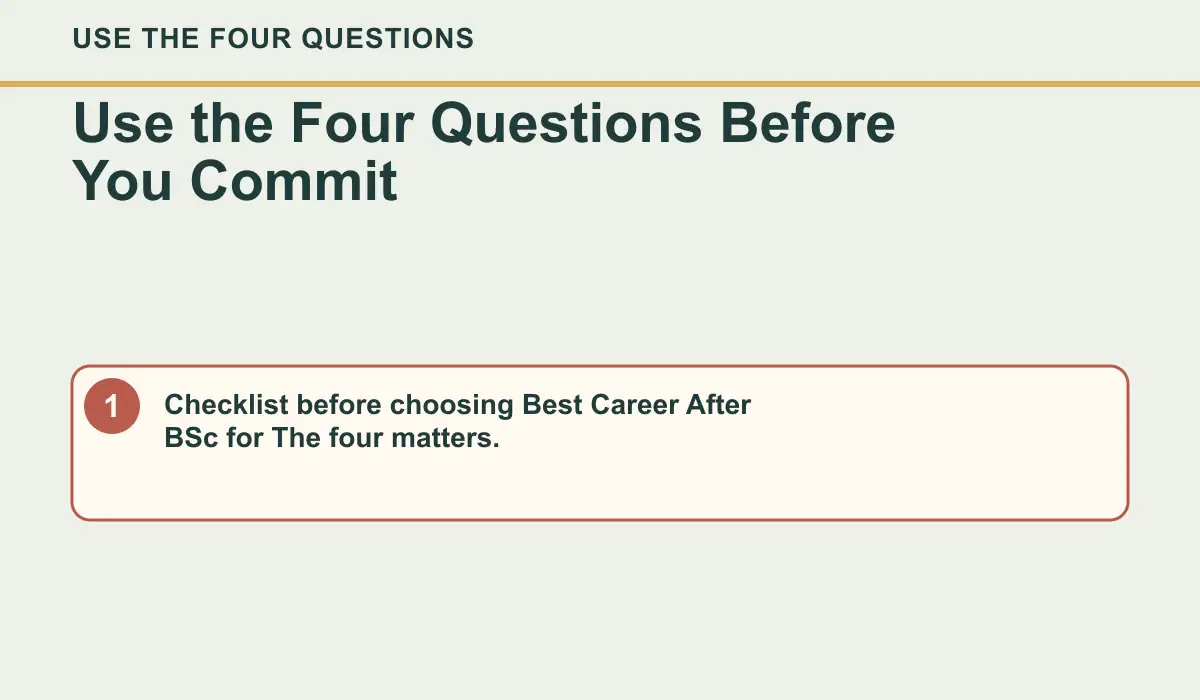 USE THE FOUR QUESTIONS
Use the Four Questions Before
You Commit
1
Checklist before choosing Best Career After
BSc for The four matters.